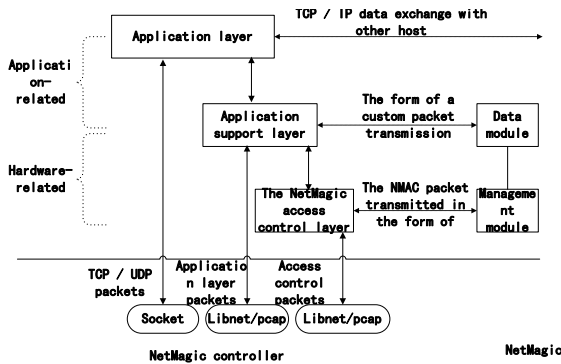 TCP / IP data exchange with
other host
Application layer
Applicati
on-
related
Application
support layer
The form of a
custom packet
transmission
Data
module
Hardware-
related
The NetMagic
access
control layer
The NMAC packet
transmitted in
the form of
Manageme
nt module
TCP / UDP
packets
Applicatio
n layer
packets
Access
control
packets
Socket
Libnet/pcap
Libnet/pcap
NetMagic controller
NetMagic